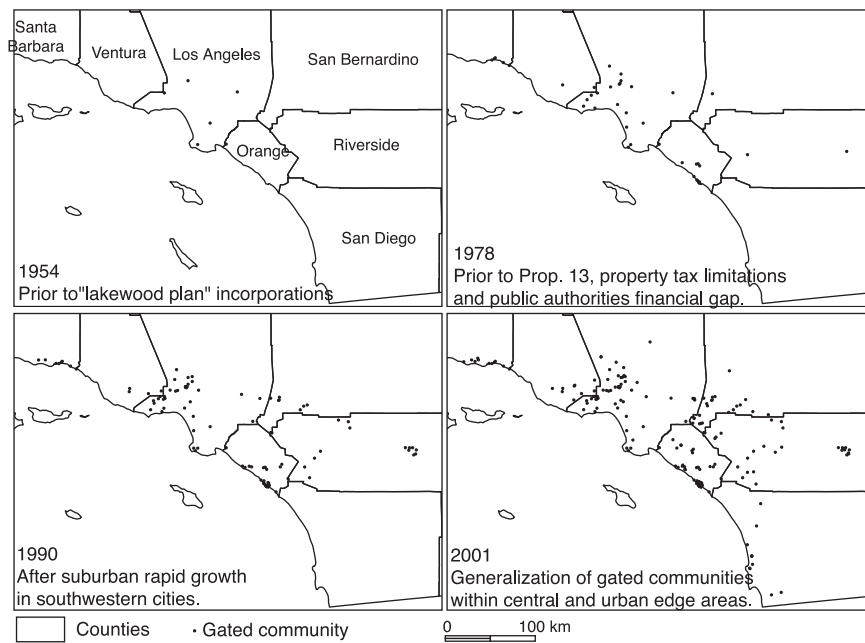 Santa
Barbara
Ventura
Los Angeles
San Bernardino
Orange
Riverside
San Diego
1954
Prior to"lakewood plan" incorporations
1978
Prior to Prop. 13, property tax limitations
and public authorities financial gap.
1990
After suburban rapid growth
in southwestern cities.
2001
Generalization of gated communities
within central and urban edge areas.
Counties
Gated community
0
100 km